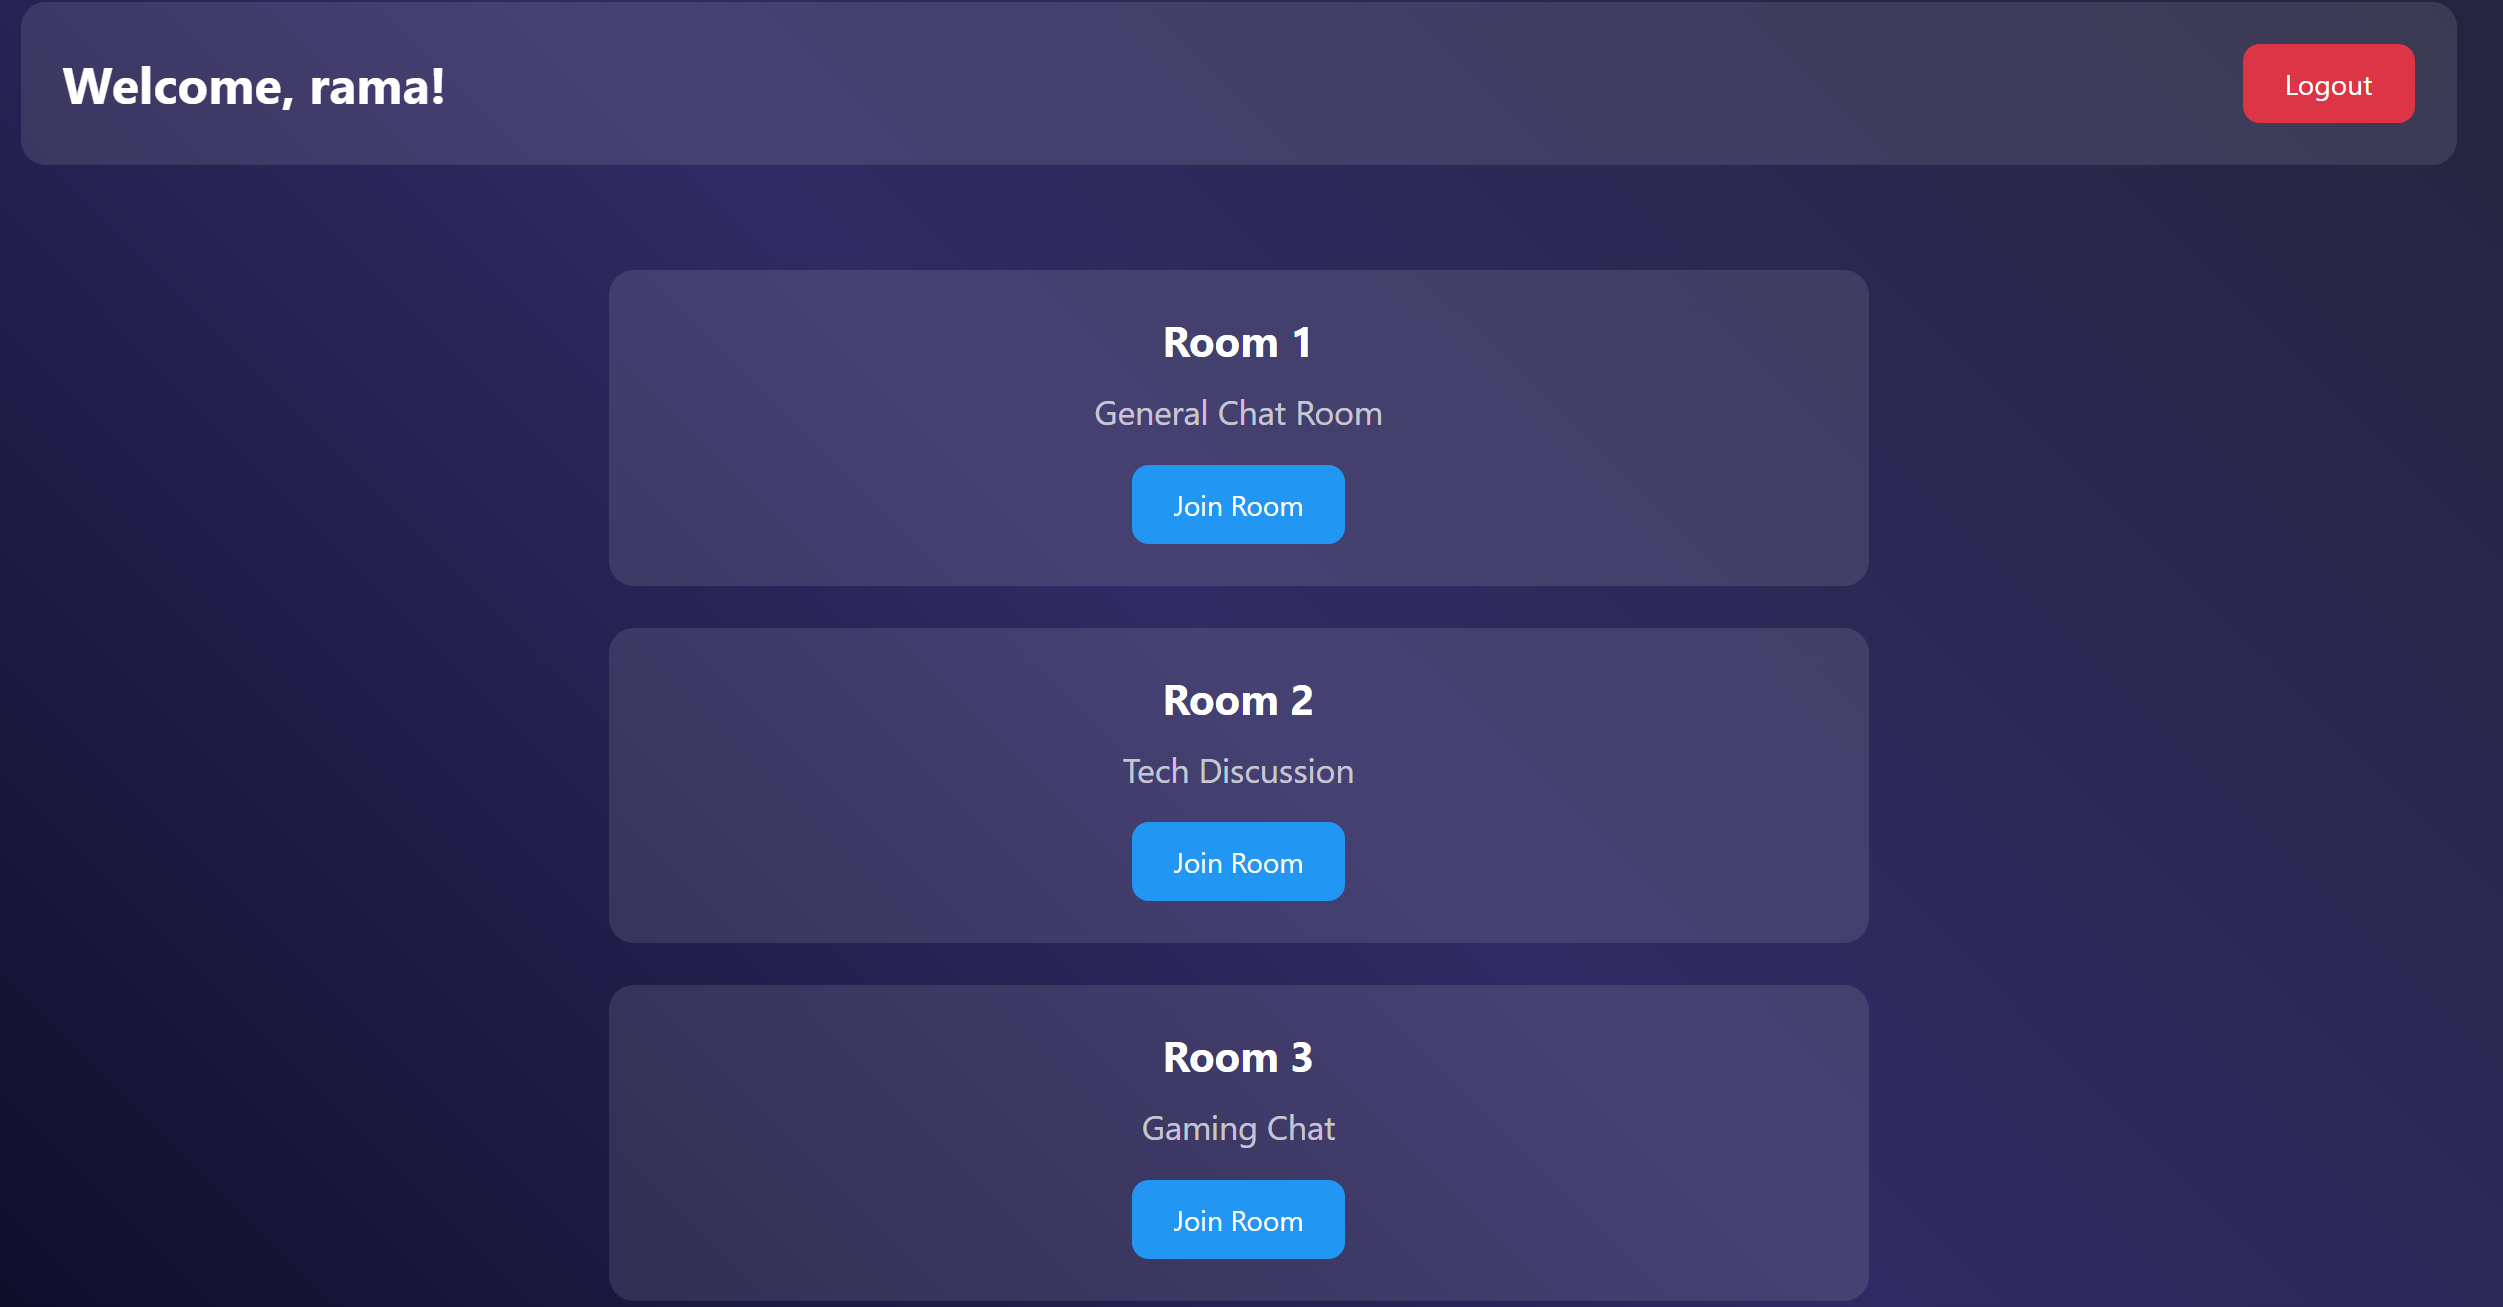 Welcome, rama!
Logout
Room 1
General Chat Room
Join Room
Room 2
Tech Discussion
Join Room
Room 3
Gaming Chat
Join Room